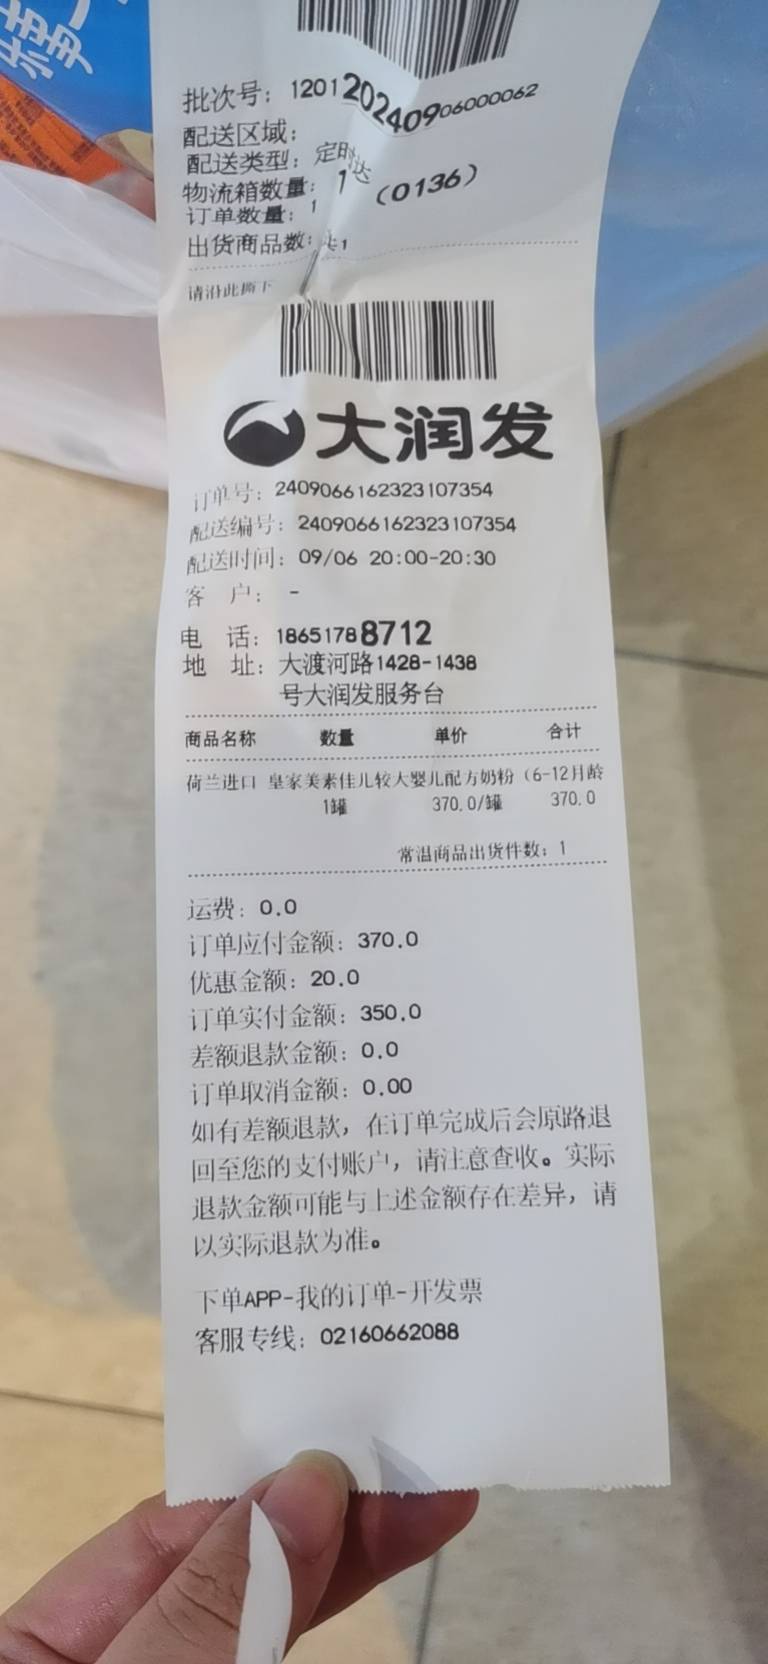 批次号: 120120240906000062
配送区域:
配送类型: 定时达
物流箱数量: 1 (0136)
订单数量: 1
出货商品数: 共1
请沿此撕下
大润发
订单号: 2409066162323107354
配送编号: 2409066162323107354
配送时间: 09/06 20:00-20:30
客 户: -
电 话: 18651788712
地 址: 大渡河路1428-1438
号大润发服务台
商品名称 数量 单价 合计
荷兰进口 皇家美素佳儿较大婴儿配方奶粉（6-12月龄
1罐 370.0/罐 370.0
常温商品出货件数: 1
运费: 0.0
订单应付金额: 370.0
优惠金额: 20.0
订单实付金额: 350.0
差额退款金额: 0.0
订单取消金额: 0.00
如有差额退款，在订单完成后会原路退
回至您的支付账户，请注意查收。实际
退款金额可能与上述金额存在差异，请
以实际退款为准。
下单APP-我的订单-开发票
客服专线: 02160662088